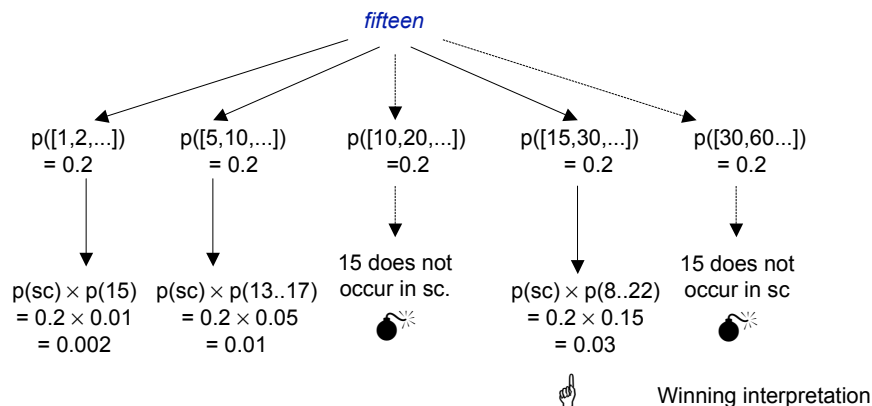 fifteen
p([1,2,...])
= 0.2
p([5,10,...])
= 0.2
p([10,20,...])
=0.2
p([15,30,...])
= 0.2
p([30,60...])
= 0.2
p(sc) × p(15)
= 0.2 × 0.01
= 0.002
p(sc) × p(13..17)
= 0.2 × 0.05
= 0.01
15 does not
occur in sc.
p(sc) × p(8..22)
= 0.2 × 0.15
= 0.03
15 does not
occur in sc
Winning interpretation